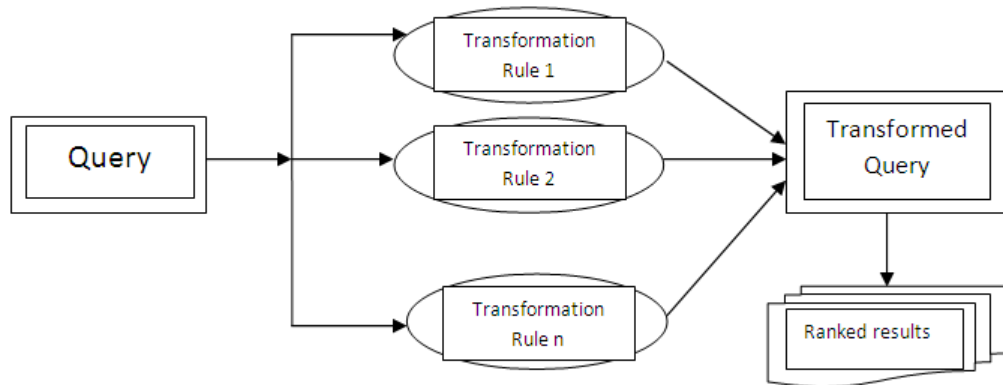 Query
Transformation
Rule 1
Transformation
Rule 2
Transformation
Rule n
Transformed
Query
Ranked results